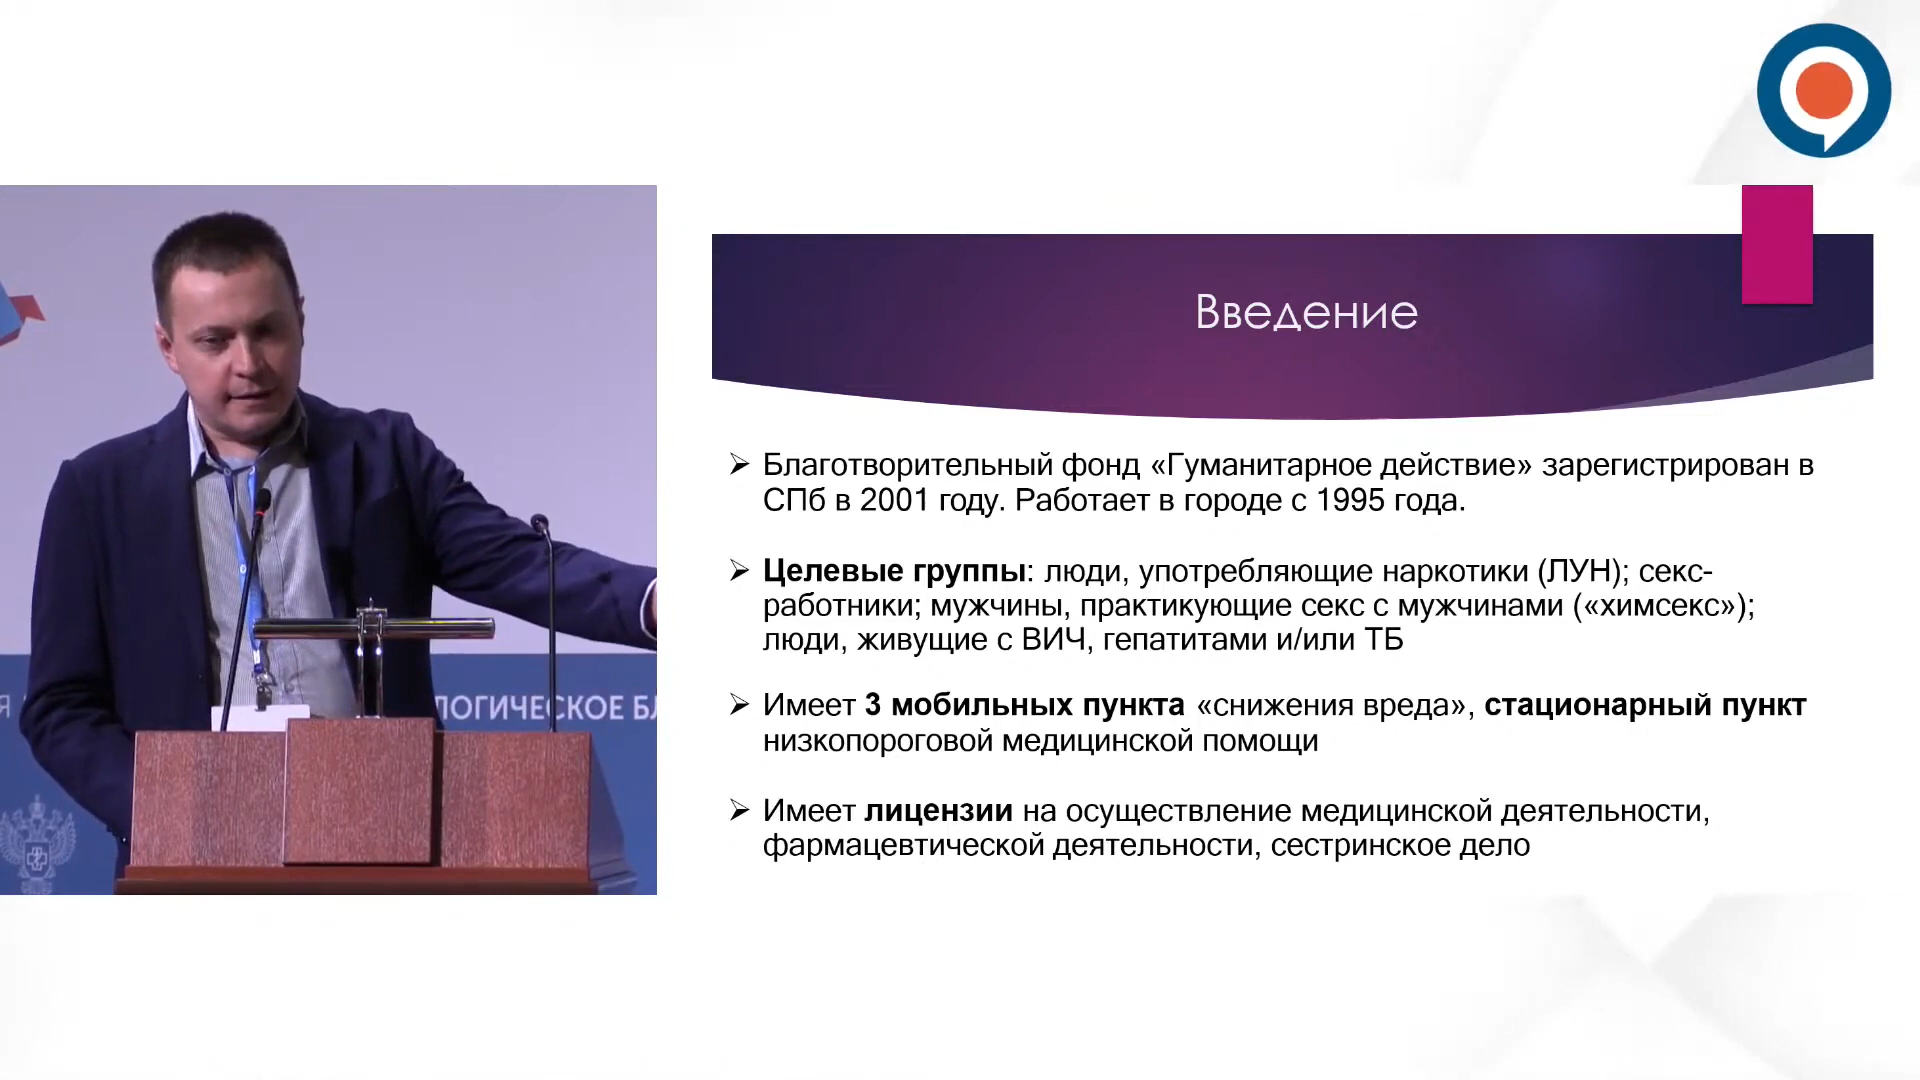 Введение
Благотворительный фонд «Гуманитарное действие» зарегистрирован в
СПб в 2001 году. Работает в городе с 1995 года.
Целевые группы: люди, употребляющие наркотики (ЛУН); секс-
работники; мужчины, практикующие секс с мужчинами («химсекс»);
люди, живущие с ВИЧ, гепатитами и/или ТБ
Имеет 3 мобильных пункта «снижения вреда», стационарный пункт
низкопороговой медицинской помощи
Имеет лицензии на осуществление медицинской деятельности,
фармацевтической деятельности, сестринское дело
ЛОГИЧЕСКОЕ БЛ